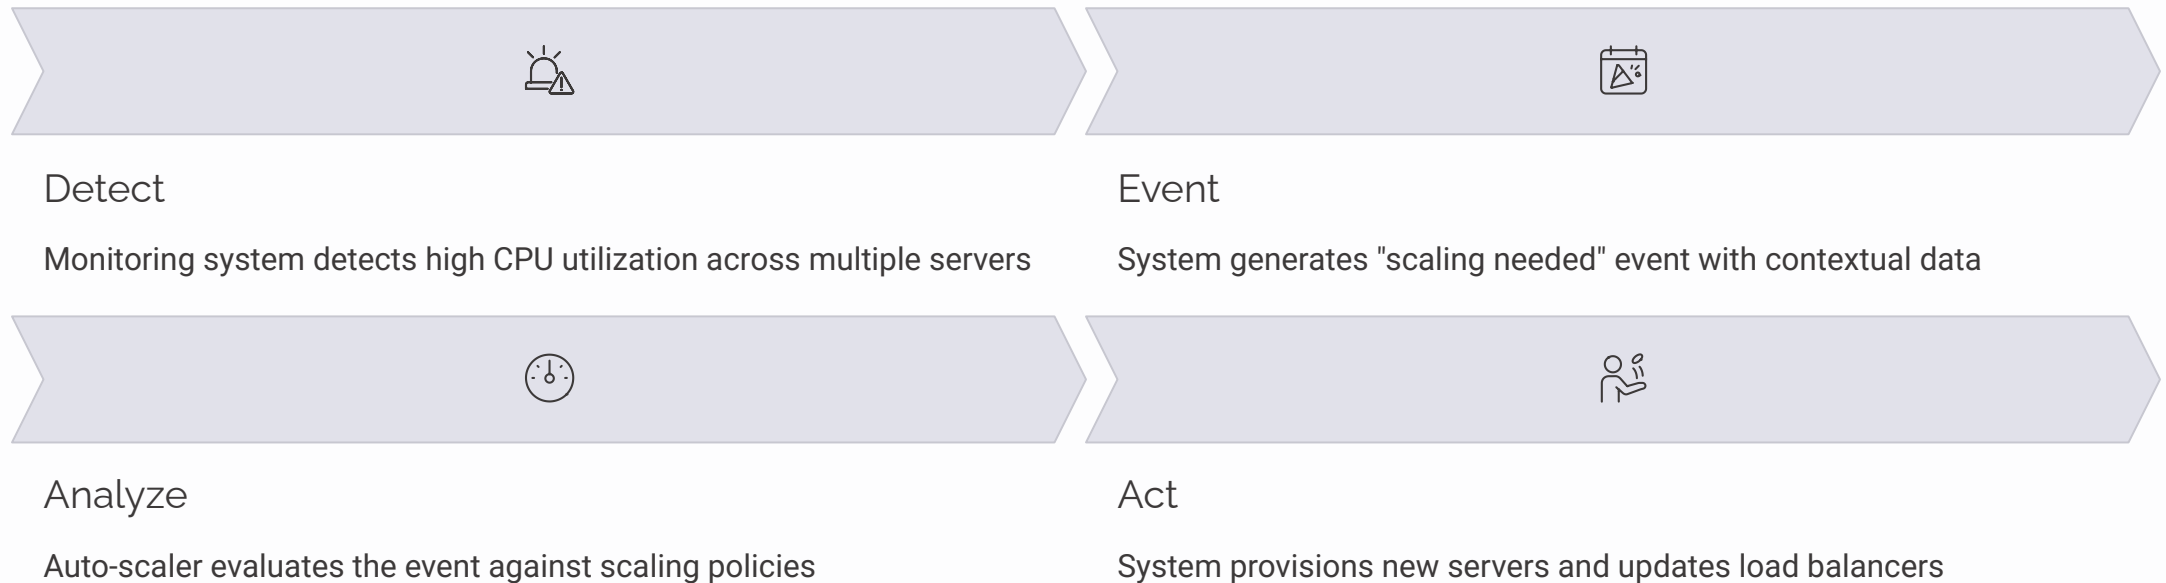 Detect
Monitoring system detects high CPU utilization across multiple servers
Event
System generates "scaling needed" event with contextual data
Analyze
Auto-scaler evaluates the event against scaling policies
Act
System provisions new servers and updates load balancers